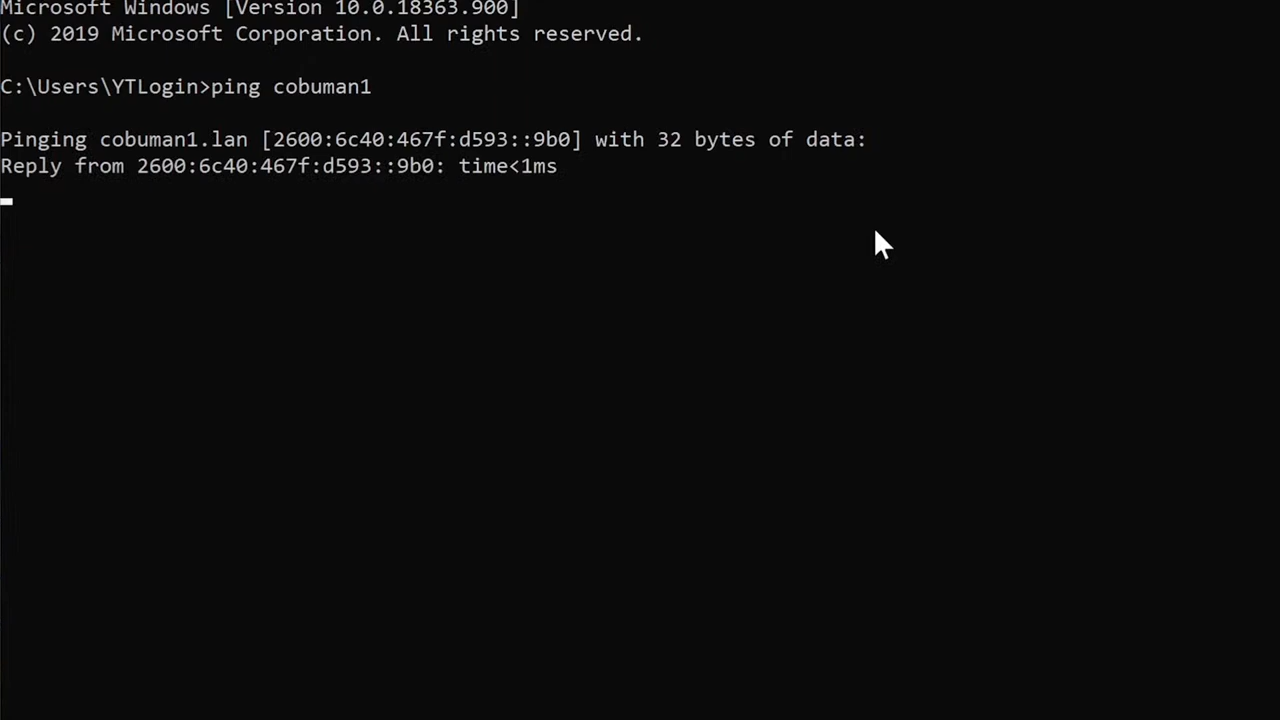 Microsoft Windows [Version 10.0.18363.900]
(c) 2019 Microsoft Corporation. All rights reserved.
C:\Users\YTLogin>ping cobuman1
Pinging cobuman1.lan [2600:6c40:467f:d593::9b0] with 32 bytes of data:
Reply from 2600:6c40:467f:d593::9b0: time<1ms